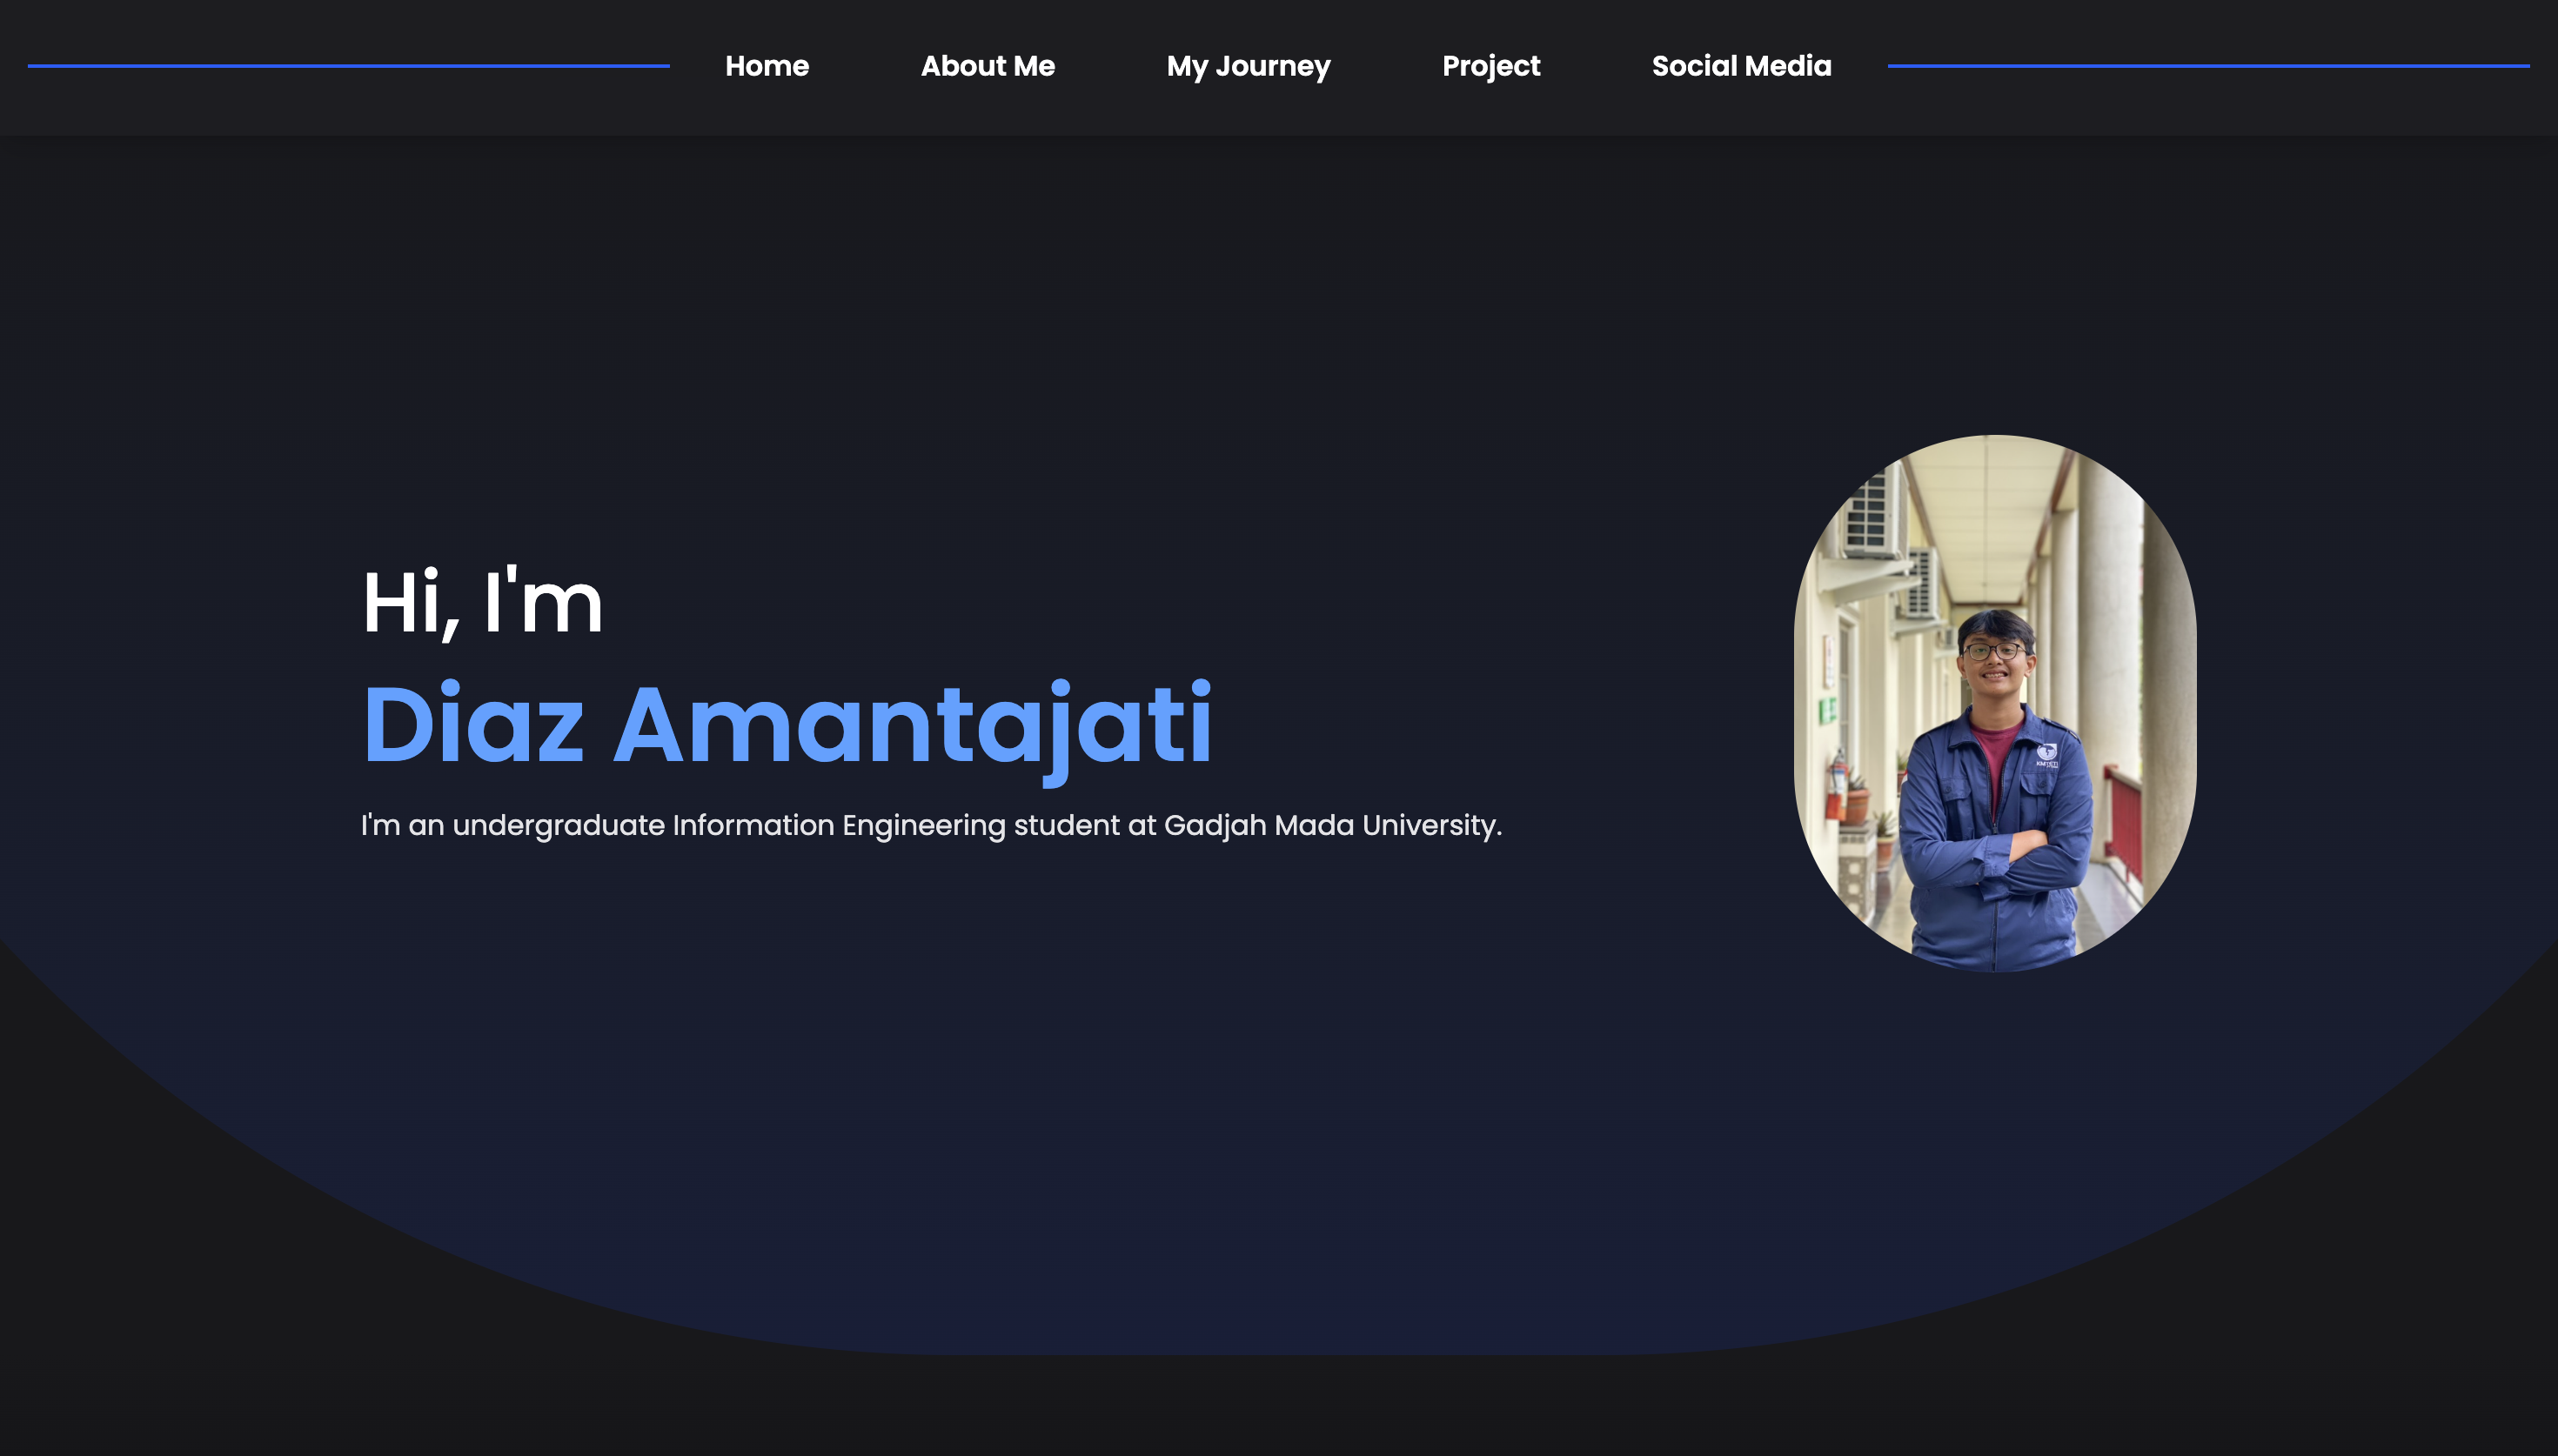 Home
About Me
My Journey
Project
Social Media
Hi, I'm
Diaz Amantajati
I'm an undergraduate Information Engineering student at Gadjah Mada University.